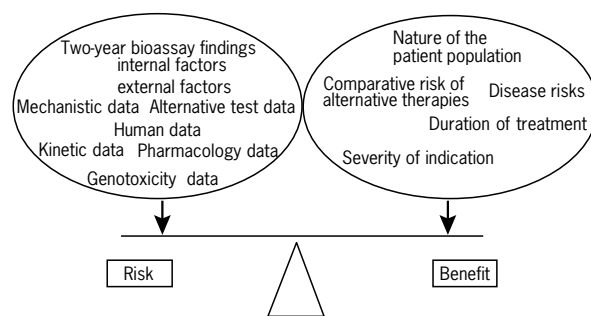 Two-year bioassay findings
internal factors
external factors
Mechanistic data Alternative test data
Human data
Kinetic data Pharmacology data
Genotoxicity data
Nature of the
patient population
Comparative risk of
alternative therapies
Disease risks
Duration of treatment
Severity of indication
Risk
Benefit